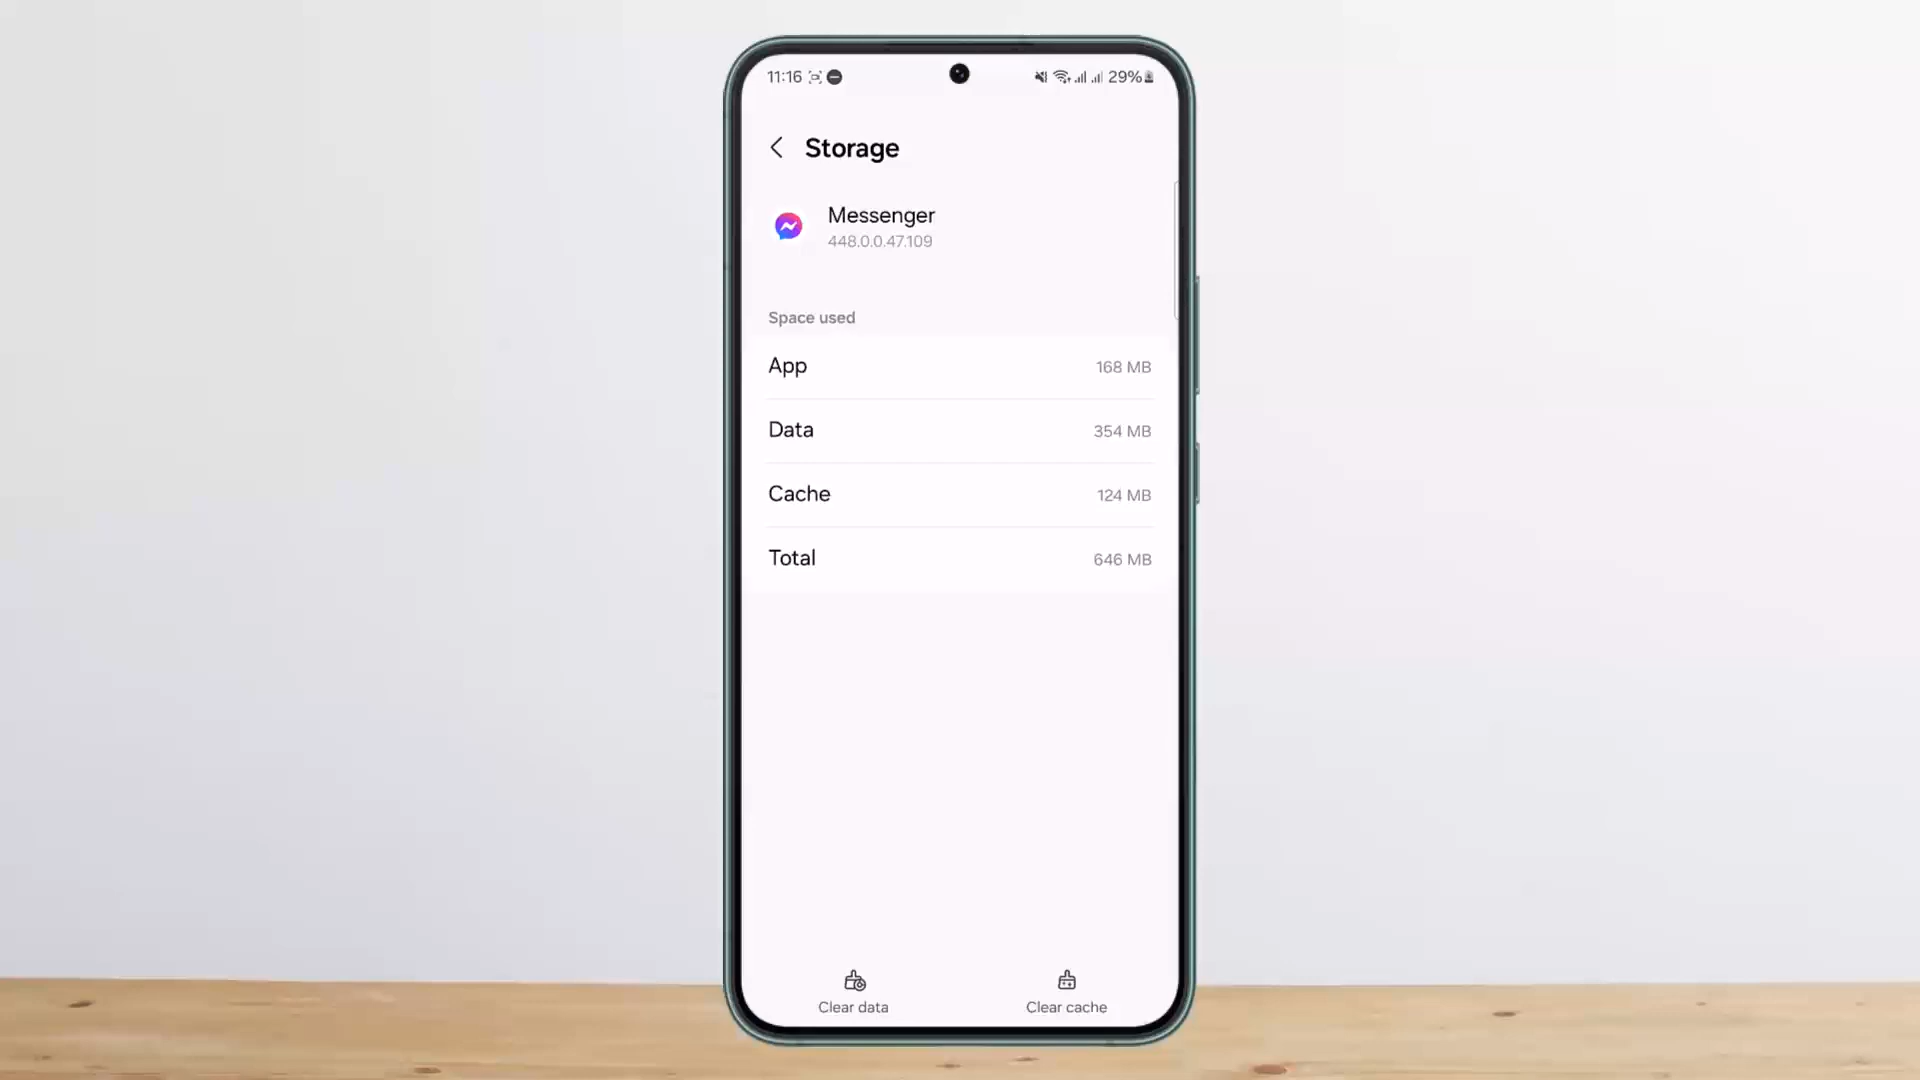 11:16 29%
Storage
Messenger
448.0.0.47.109
Space used
App 168 MB
Data 354 MB
Cache 124 MB
Total 646 MB
Clear data Clear cache